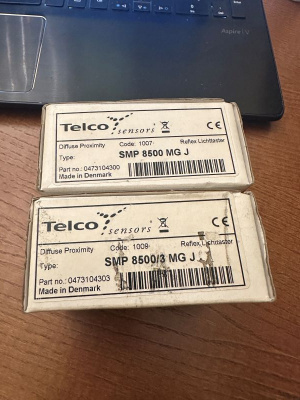 Aspire
Telco
sensors
CE
Diffuse Proximity Code: 1007- Reflex Lichttaster
Type: SMP 8500 MG J
Part no.: 0473104300
Made in Denmark
Telco
sensors
CE
Diffuse Proximity Code: 1009- Reflex Lichttaster
Type: SMP 8500/3 MG J
Part no.: 0473104303
Made in Denmark